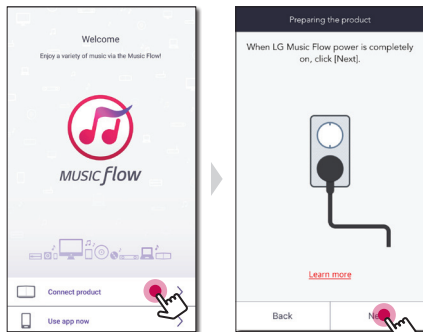 Welcome
Enjoy a variety of music via the Music Flow!
MUSIC flow
Connect product
Use app now
Preparing the product
When LG Music Flow power is completely
on, click [Next].
Learn more
Back